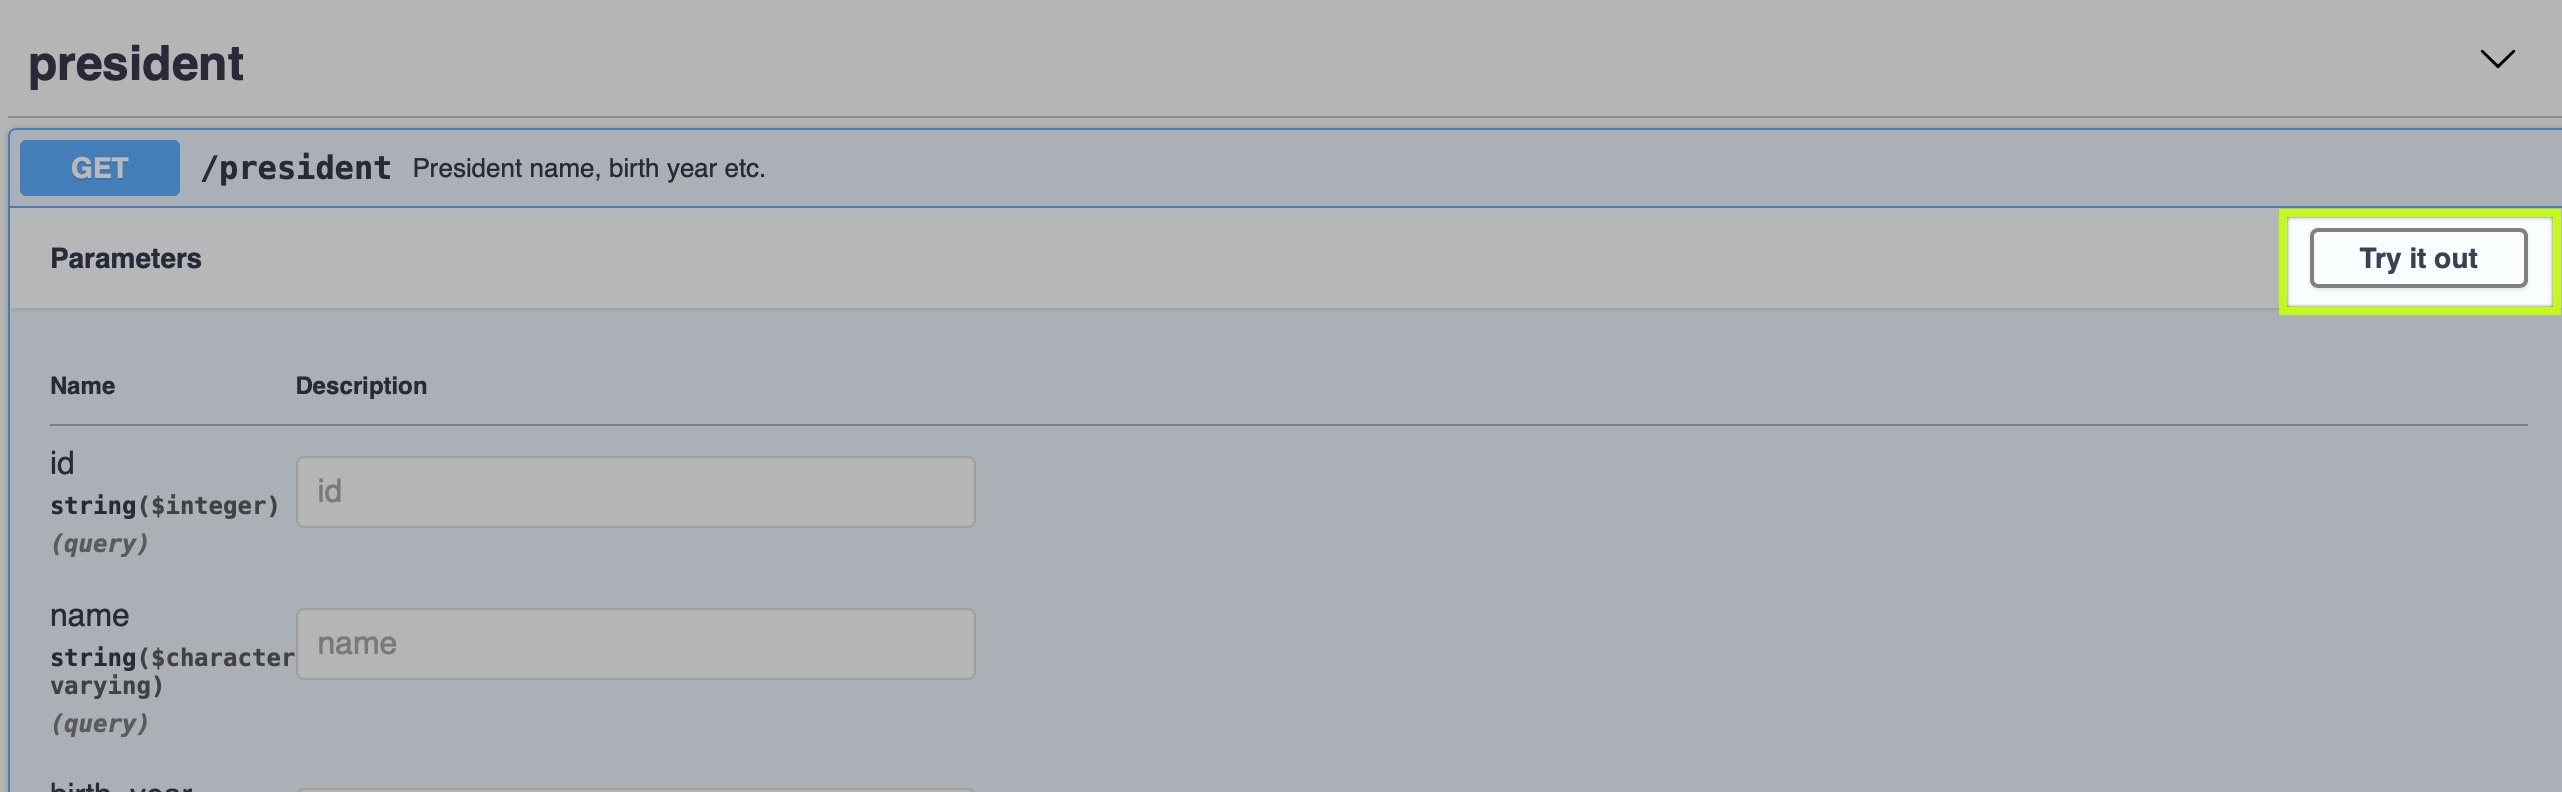 president
GET /president President name, birth year etc.
Parameters
Try it out
Name Description
id
string($integer)
(query)
id
name
string($character
varying)
(query)
name
birth_year